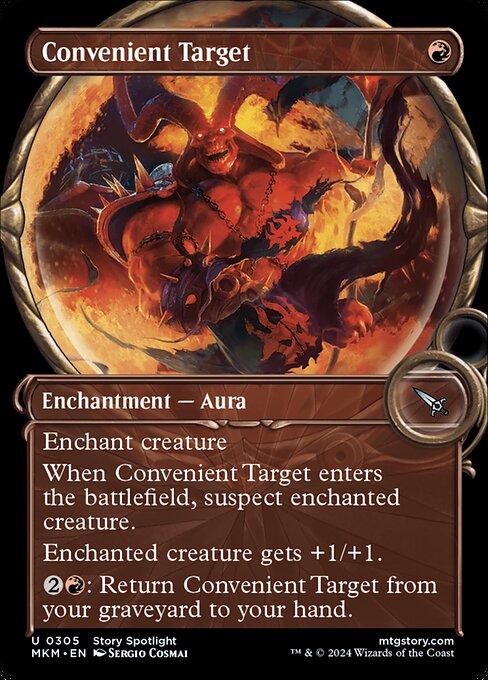 Convenient Target
Enchantment — Aura
Enchant creature
When Convenient Target enters
the battlefield, suspect enchanted
creature.
Enchanted creature gets +1/+1.
2: Return Convenient Target from
your graveyard to your hand.
U 0305 Story Spotlight mtgstory.com
MKM • EN Sergio Cosmai ™ & © 2024 Wizards of the Coast